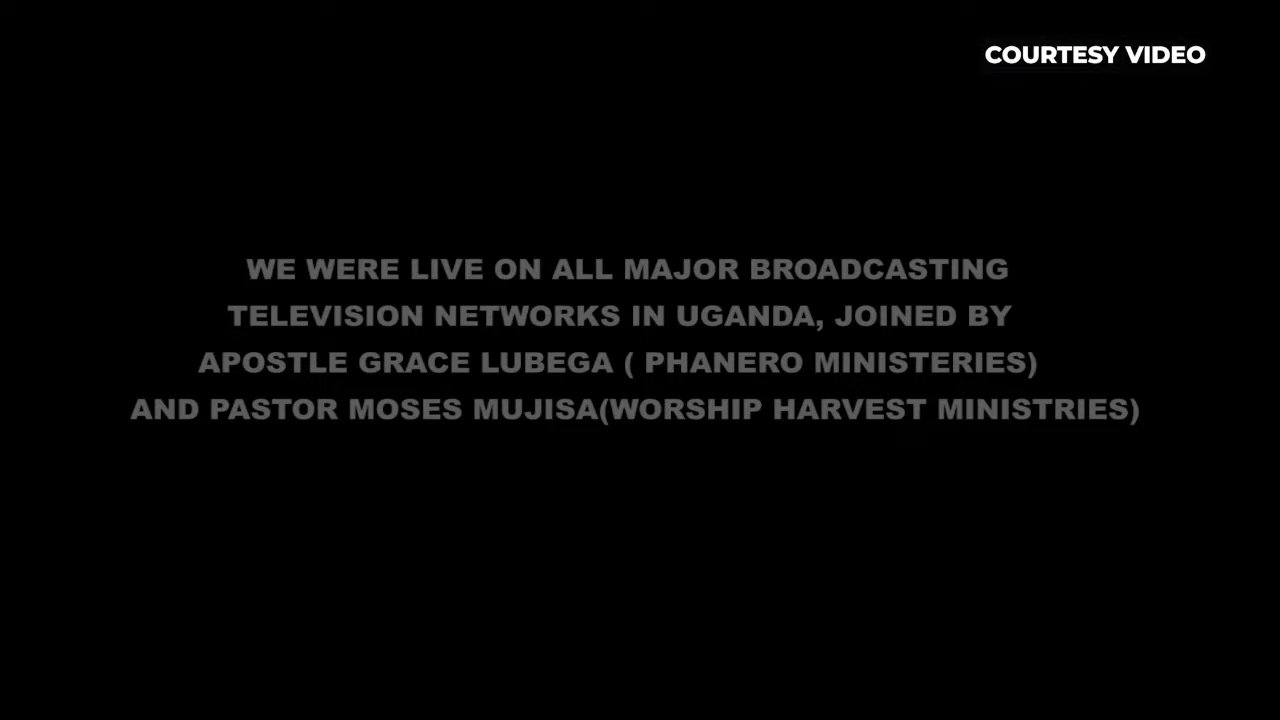 COURTESY VIDEO
WE WERE LIVE ON ALL MAJOR BROADCASTING
TELEVISION NETWORKS IN UGANDA, JOINED BY
APOSTLE GRACE LUBEGA ( PHANERO MINISTERIES)
AND PASTOR MOSES MUJISA(WORSHIP HARVEST MINISTRIES)